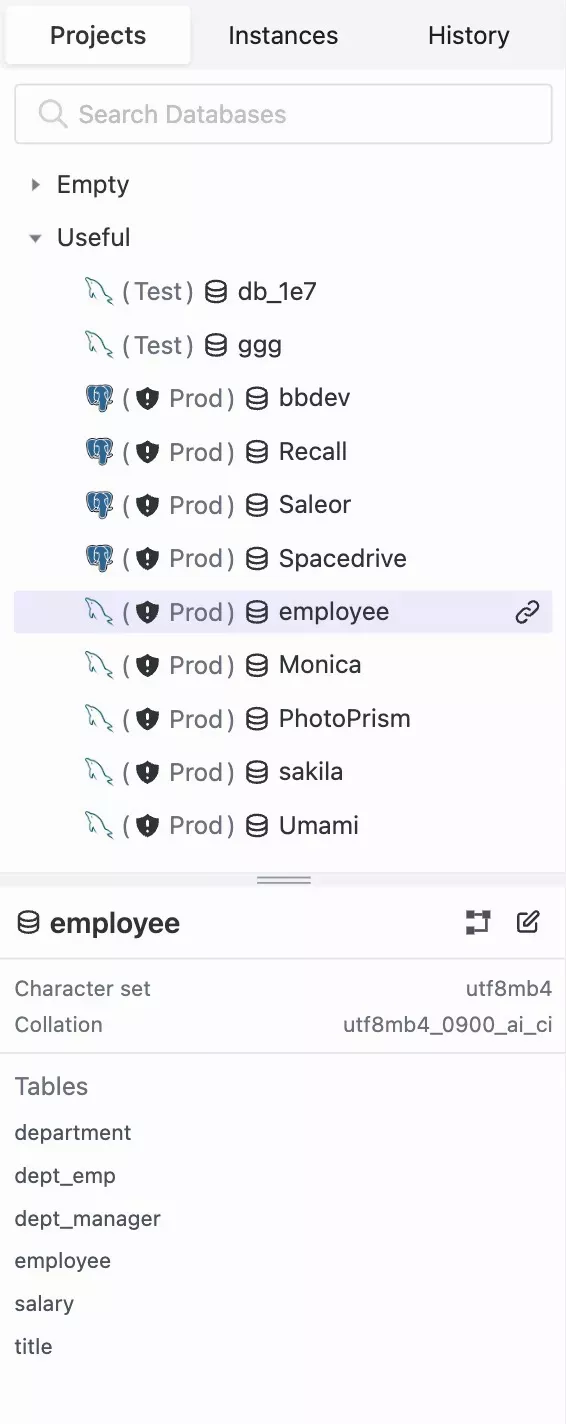 Projects Instances History
Search Databases
Empty
Useful
(Test) db_1e7
(Test) ggg
( Prod) bbdev
( Prod) Recall
( Prod) Saleor
( Prod) Spacedrive
( Prod) employee
( Prod) Monica
( Prod) PhotoPrism
( Prod) sakila
( Prod) Umami
employee
Character set utf8mb4
Collation utf8mb4_0900_ai_ci
Tables
department
dept_emp
dept_manager
employee
salary
title